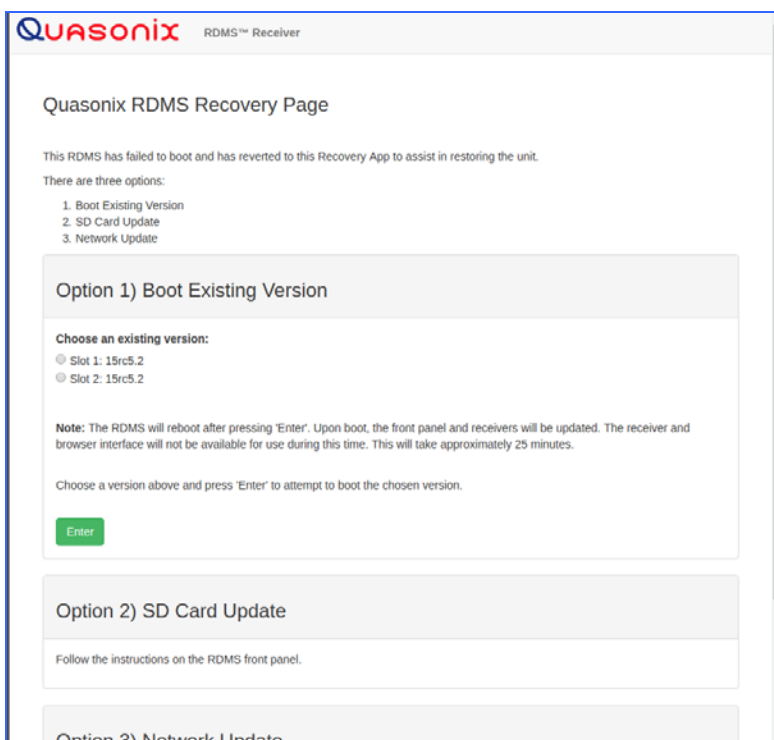 Quasonix RDMS™ Receiver
Quasonix RDMS Recovery Page
This RDMS has failed to boot and has reverted to this Recovery App to assist in restoring the unit.
There are three options:
1. Boot Existing Version
2. SD Card Update
3. Network Update
Option 1) Boot Existing Version
Choose an existing version:
Slot 1: 15rc5.2
Slot 2: 15rc5.2
Note: The RDMS will reboot after pressing 'Enter'. Upon boot, the front panel and receivers will be updated. The receiver and
browser interface will not be available for use during this time. This will take approximately 25 minutes.
Choose a version above and press 'Enter' to attempt to boot the chosen version.
Enter
Option 2) SD Card Update
Follow the instructions on the RDMS front panel.
Option 3) Network Update